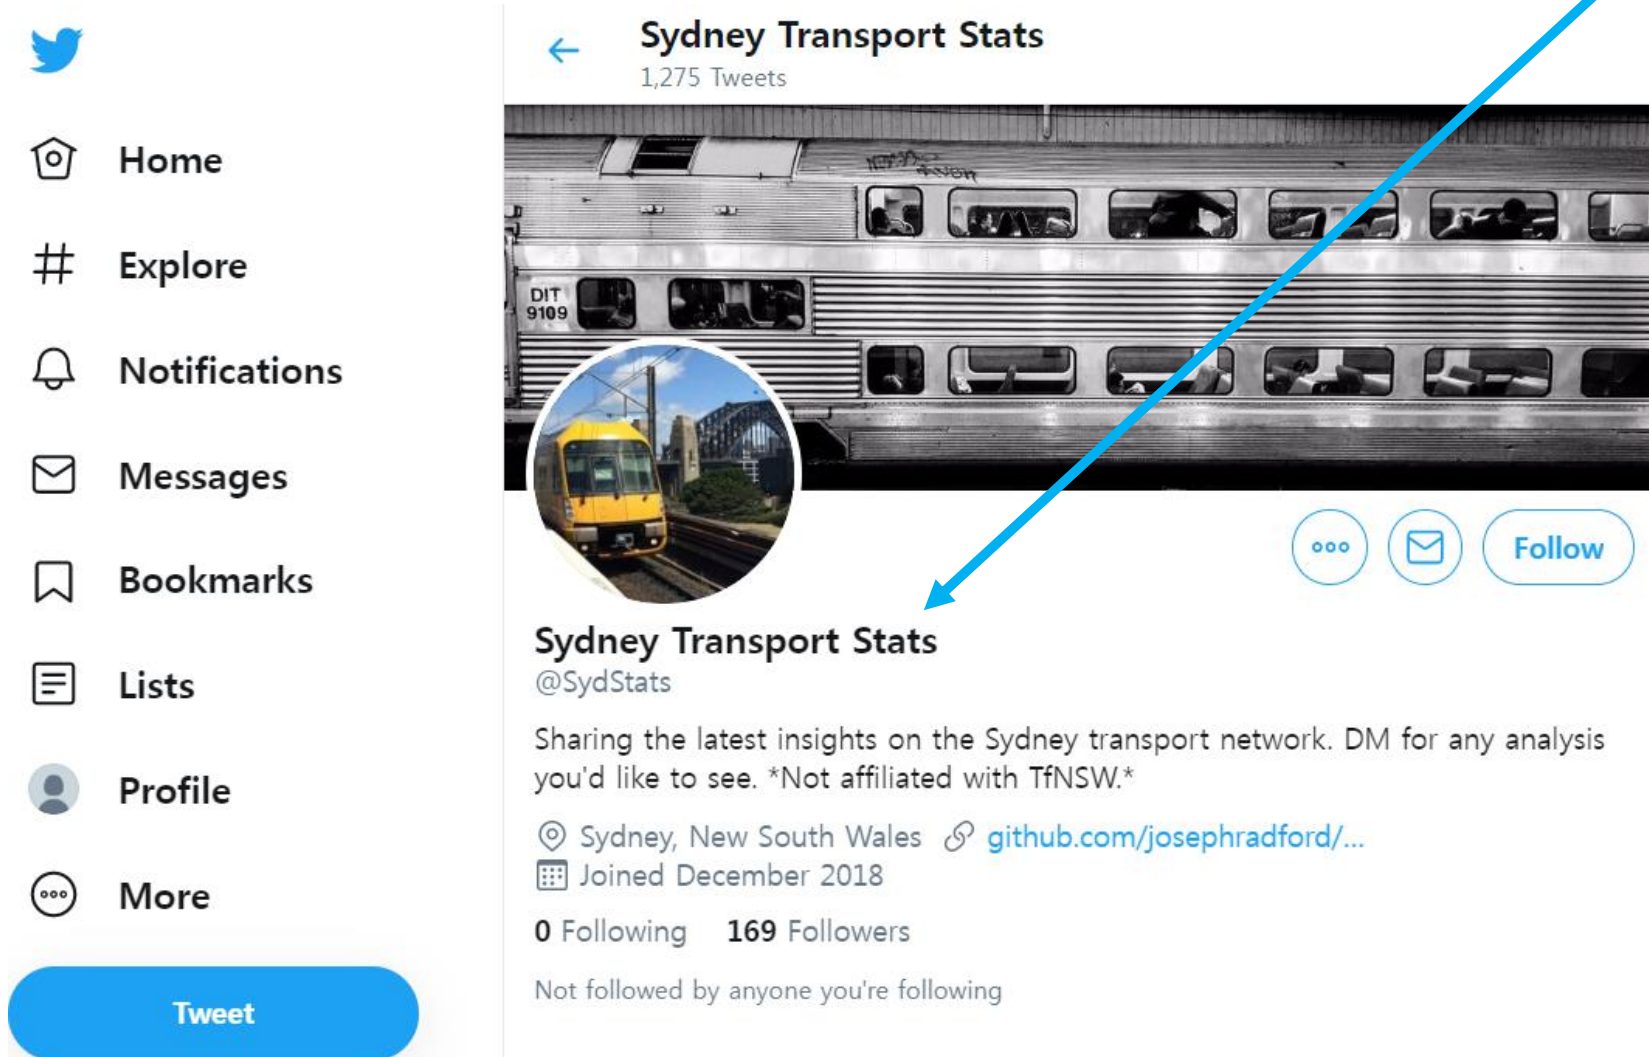 Sydney Transport Stats
1,275 Tweets
Home
Explore
Notifications
Messages
Bookmarks
Lists
Profile
More
Tweet
DIT
9109
Follow
Sydney Transport Stats
@SydStats
Sharing the latest insights on the Sydney transport network. DM for any analysis
you'd like to see. *Not affiliated with TfNSW.*
Sydney, New South Wales github.com/josephradford/...
Joined December 2018
0 Following 169 Followers
Not followed by anyone you're following